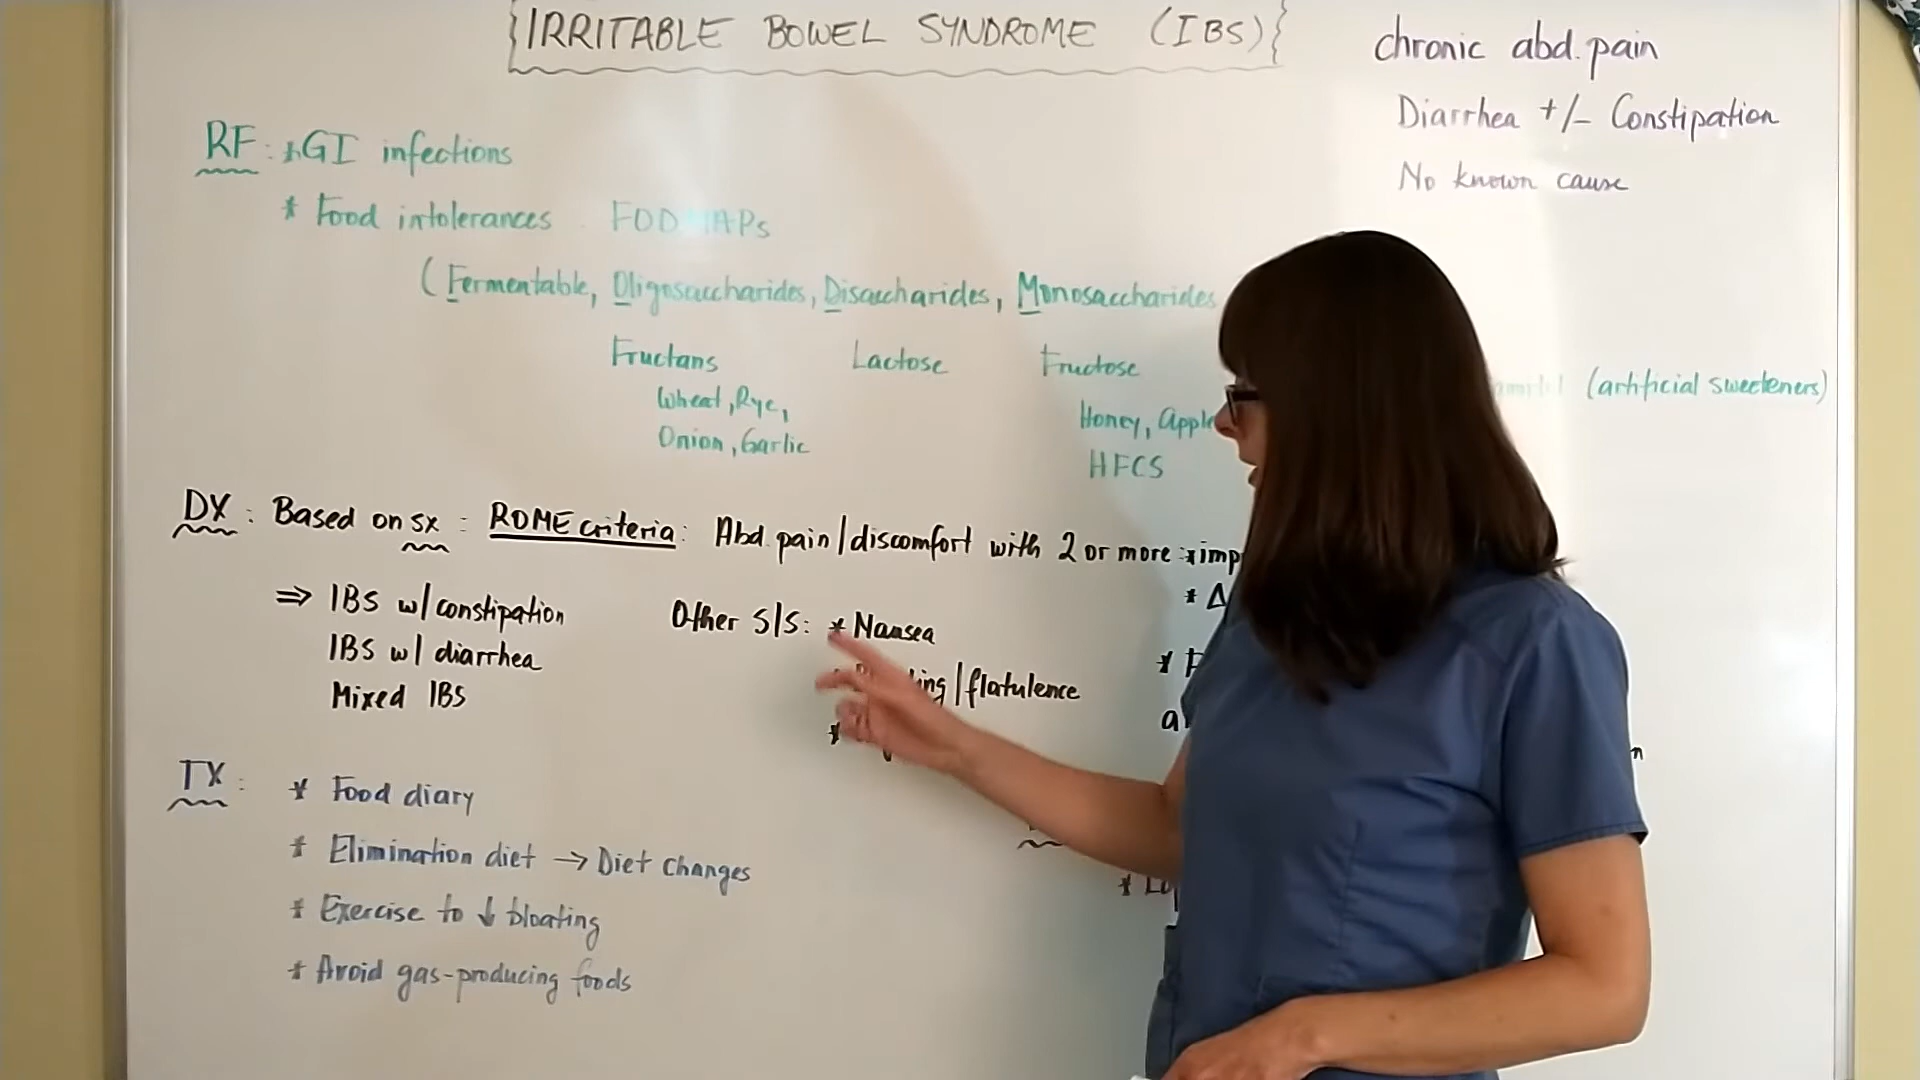 IRRITABLE BOWEL SYNDROME (IBS)
chronic abd. pain
Diarrhea +/- Constipation
No known cause
RF: * GI infections
* Food intolerances FODMAPs
(Fermentable, Oligosaccharides, Disaccharides, Monosaccharides
Fructans Lactose Fructose
(artificial sweeteners)
Wheat, Rye,
Onion, Garlic
Honey, Apple
HFCS
DX: Based on sx: ROME criteria: Abd. pain/discomfort with 2 or more: *
* Δ
⇒ IBS w/constipation
IBS w/ diarrhea
Mixed IBS
Other S/S: * Nausea
/flatulence
TX: * Food diary
* Elimination diet → Diet changes
* Exercise to ↓ bloating
* Avoid gas-producing foods